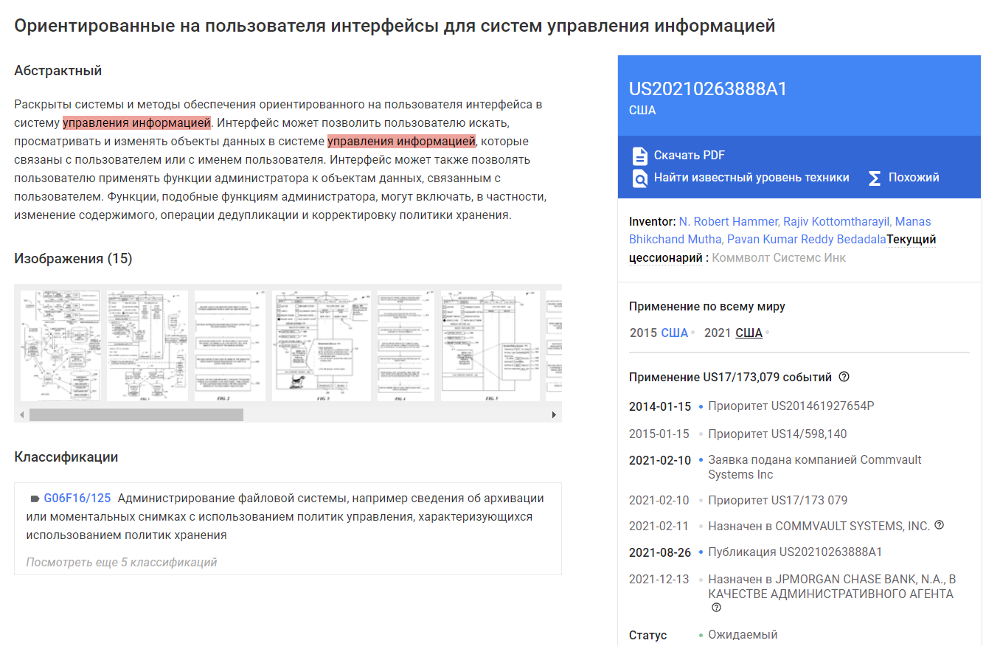 Ориентированные на пользователя интерфейсы для систем управления информацией
Абстрактный
Раскрыты системы и методы обеспечения ориентированного на пользователя интерфейса в
систему управления информацией. Интерфейс может позволить пользователю искать,
просматривать и изменять объекты данных в системе управления информацией, которые
связаны с пользователем или с именем пользователя. Интерфейс может также позволять
пользователю применять функции администратора к объектам данных, связанным с
пользователем. Функции, подобные функциям администратора, могут включать, в частности,
изменение содержимого, операции дедупликации и корректировку политики хранения.
Изображения (15)
FIG. 1
FIG. 2
FIG. 3
FIG. 4
FIG. 5
Классификации
G06F16/125 Администрирование файловой системы, например сведения об архивации
или моментальных снимках с использованием политик управления, характеризующихся
использованием политик хранения
Посмотреть еще 5 классификаций
US20210263888A1
США
Скачать PDF
Найти известный уровень техники
Похожий
Inventor: N. Robert Hammer, Rajiv Kottomtharayil, Manas
Bhikchand Mutha, Pavan Kumar Reddy BedadalaТекущий
цессионарий : Коммволт Системс Инк
Применение по всему миру
2015 США 2021 США
Применение US17/173,079 событий
2014-01-15 Приоритет US201461927654P
2015-01-15 Приоритет US14/598,140
2021-02-10 Заявка подана компанией Commvault
Systems Inc
2021-02-10 Приоритет US17/173 079
2021-02-11 Назначен в COMMVAULT SYSTEMS, INC.
2021-08-26 Публикация US20210263888A1
2021-12-13 Назначен в JPMORGAN CHASE BANK, N.A., В
КАЧЕСТВЕ АДМИНИСТРАТИВНОГО АГЕНТА
Статус Ожидаемый